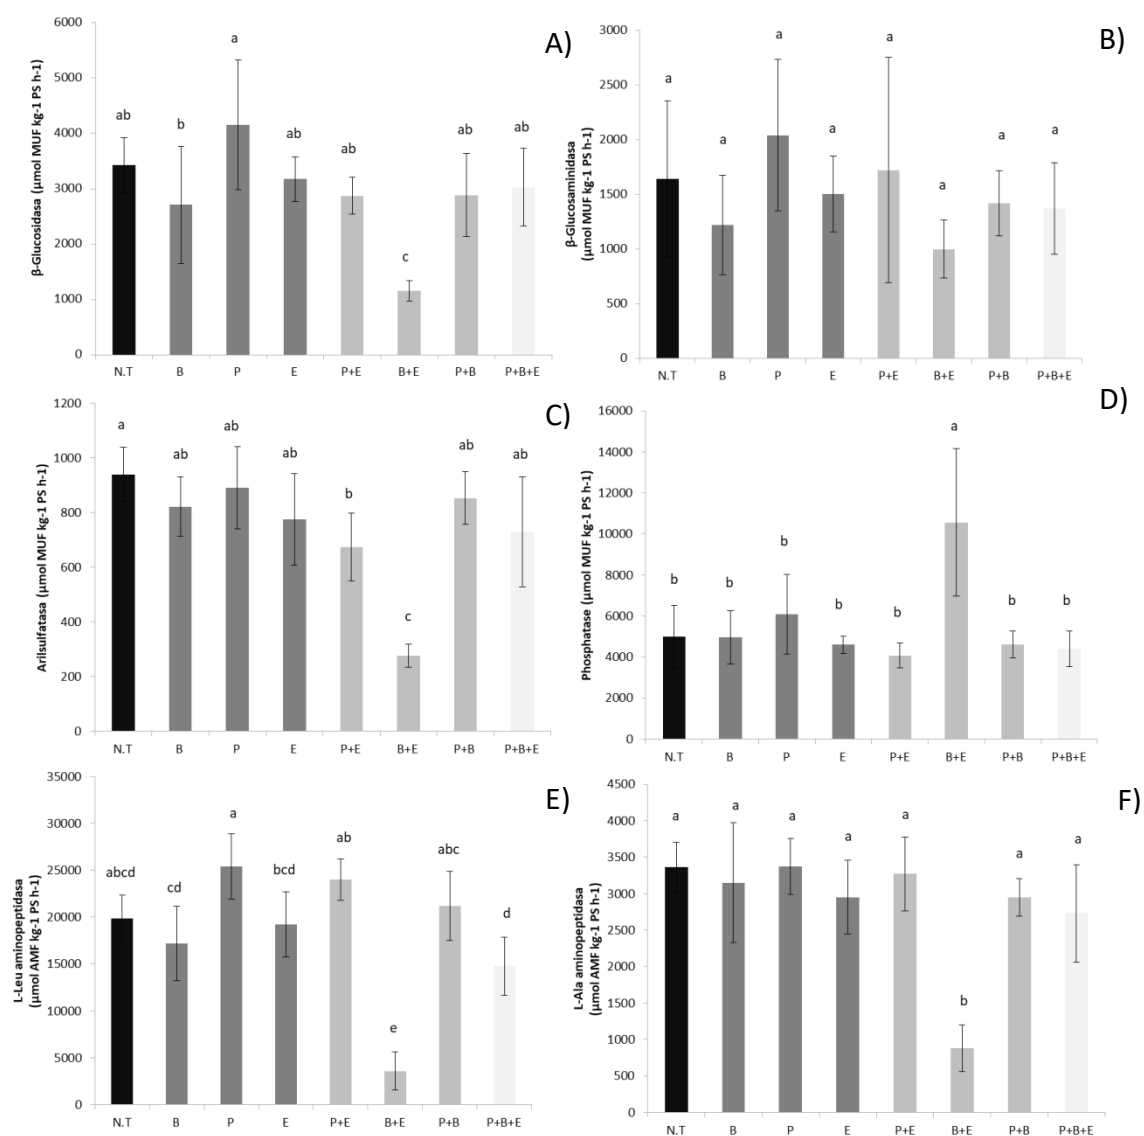 A)
β-Glucosidasa (µmol MUF kg-1 PS h-1)
6000
5000
4000
3000
2000
1000
0
ab
b
a
ab
ab
c
ab
ab
N.T
B
P
E
P+E
B+E
P+B
P+B+E
B)
β-Glucosaminidasa
(µmol MUF kg-1 PS h-1)
3000
2500
2000
1500
1000
500
0
a
a
a
a
a
a
a
a
N.T
B
P
E
P+E
B+E
P+B
P+B+E
C)
Arilsulfatasa (µmol MUF kg-1 PS h-1)
1200
1000
800
600
400
200
0
a
ab
ab
ab
b
c
ab
ab
N.T
B
P
E
P+E
B+E
P+B
P+B+E
D)
Phosphatase (µmol MUF kg-1 PS h-1)
16000
14000
12000
10000
8000
6000
4000
2000
0
b
b
b
b
b
a
b
b
N.T
B
P
E
P+E
B+E
P+B
P+B+E
E)
L-Leu aminopeptidasa
(µmol AMF kg-1 PS h-1)
35000
30000
25000
20000
15000
10000
5000
0
abcd
cd
a
bcd
ab
e
abc
d
N.T
B
P
E
P+E
B+E
P+B
P+B+E
F)
L-Ala aminopeptidasa
(µmol AMF kg-1 PS h-1)
4500
4000
3500
3000
2500
2000
1500
1000
500
0
a
a
a
a
a
b
a
a
N.T
B
P
E
P+E
B+E
P+B
P+B+E